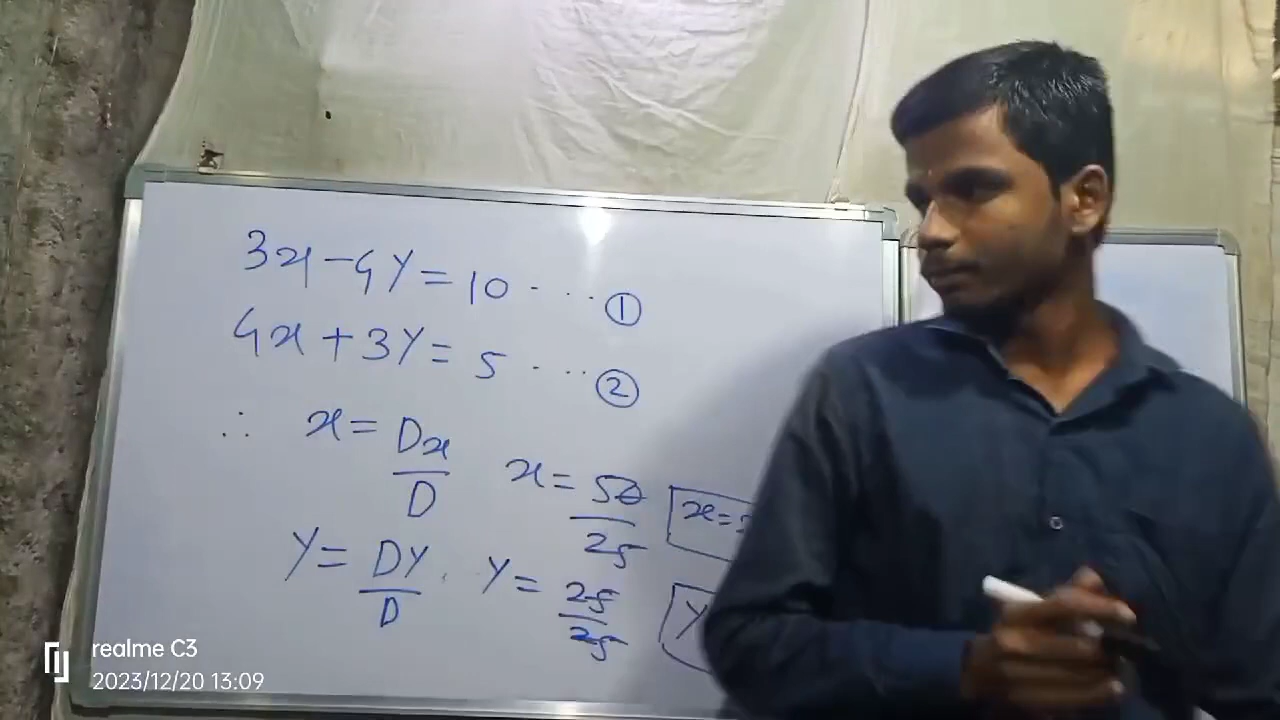 3x-4Y=10 .... ①
4x+3Y=5 .... ②
∴ x=Dx/D x=50/25 x=
Y=DY/D Y=25/25 Y
realme C3
2023/12/20 13:09